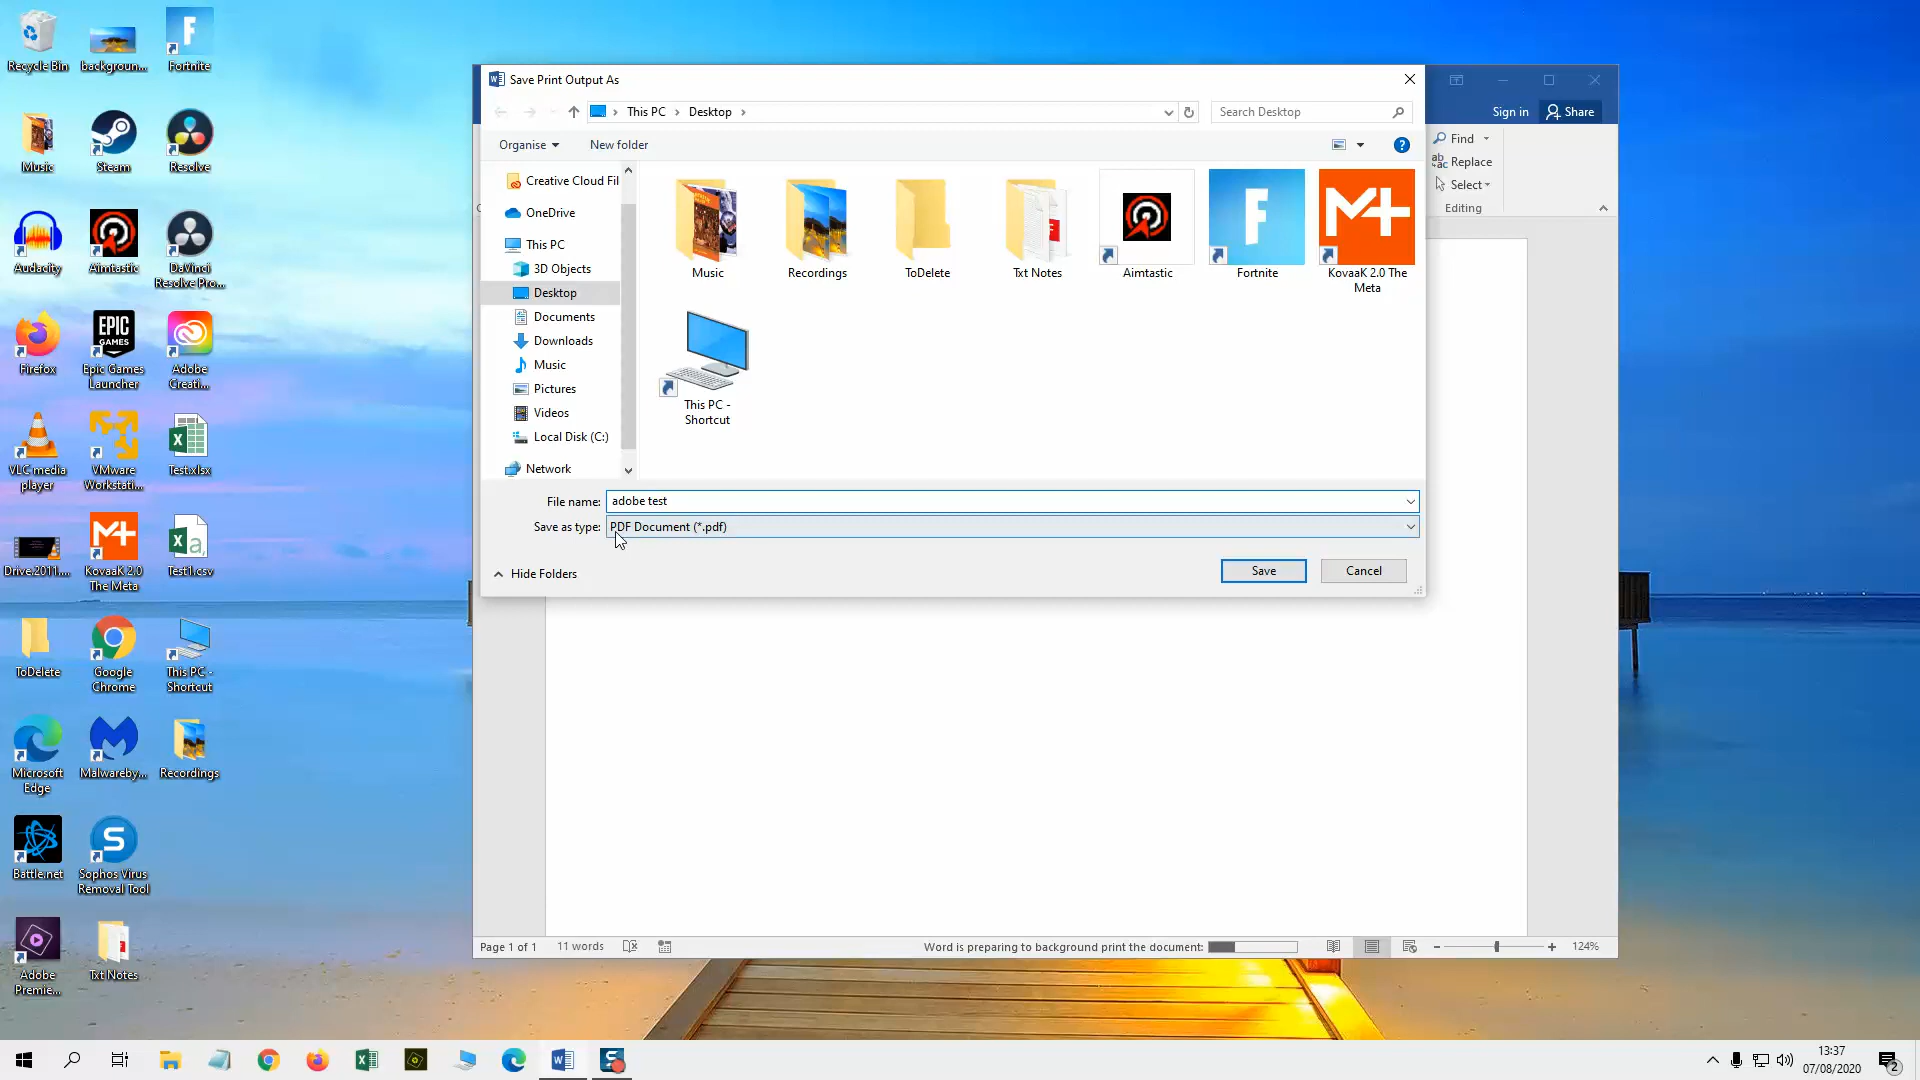 Recycle Bin
backgroun...
Fortnite
Music
Steam
Resolve
Audacity
Aimtastic
DaVinci
Resolve Pro...
Firefox
EPIC
GAMES
Epic Games
Launcher
Adobe
Creati...
VLC media
player
VMware
Workstati...
Test.xlsx
Drive.2011....
KovaaK 2.0
The Meta
Test1.csv
ToDelete
Google
Chrome
This PC -
Shortcut
Microsoft
Edge
Malwareby...
Recordings
Battle.net
Sophos Virus
Removal Tool
Adobe
Premie...
Txt Notes
Save Print Output As
This PC
Desktop
Search Desktop
Organise
New folder
Creative Cloud Fil
OneDrive
This PC
3D Objects
Desktop
Documents
Downloads
Music
Pictures
Videos
Local Disk (C:)
Network
Music
Recordings
ToDelete
Txt Notes
Aimtastic
Fortnite
KovaaK 2.0 The
Meta
This PC -
Shortcut
File name: adobe test
Save as type: PDF Document (*.pdf)
Hide Folders
Save
Cancel
Sign in
Share
Find
Replace
Select
Editing
Page 1 of 1
11 words
Word is preparing to background print the document:
124%
13:37
07/08/2020
2